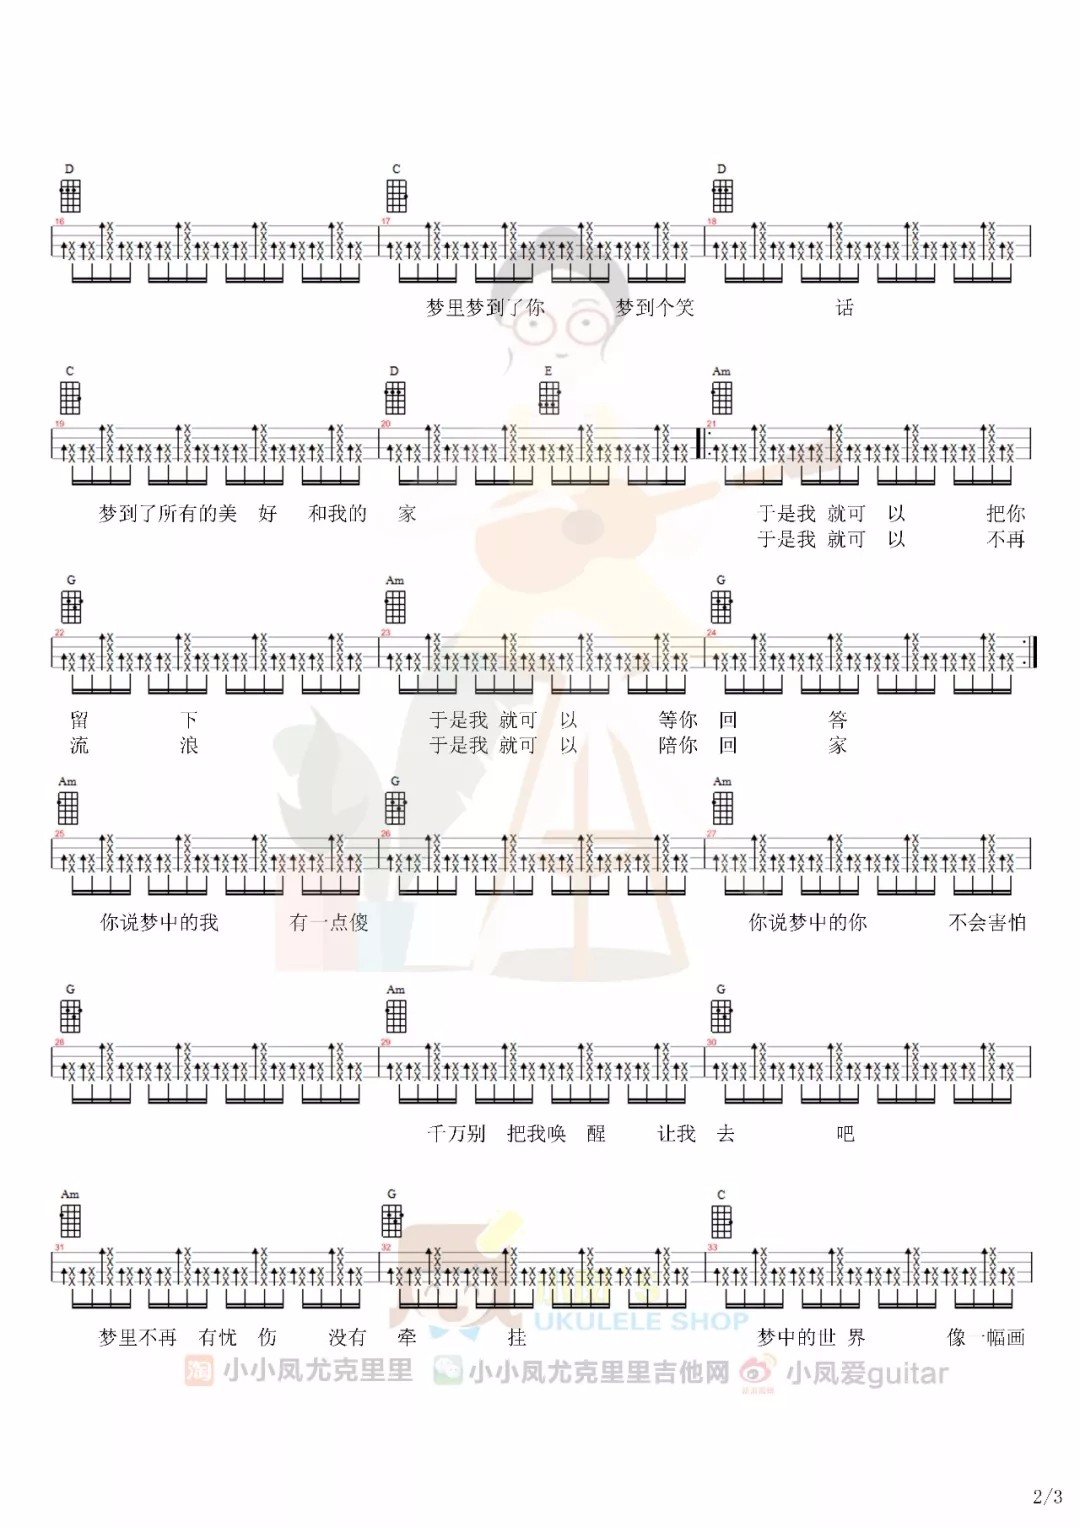 D C D
16 17 18
梦里梦到了你 梦到个笑 话
C D E Am
19 20 21
梦到了所有的美 好 和我的 家 于是我 就可 以 把你
于是我 就可 以 不再
G Am G
22 23 24
留 下 于是我 就可 以 等你 回 答
流 浪 于是我 就可 以 陪你 回 家
Am G Am
25 26 27
你说梦中的我 有一点傻 你说梦中的你 不会害怕
G Am G
28 29 30
千万别 把我唤 醒 让我 去 吧
Am G C
31 32 33
梦里不再 有忧 伤 没有 牵 挂 梦中的世 界 像一幅画
UKULELE SHOP
淘 小小凤尤克里里 小小凤尤克里里吉他网 小凤爱guitar
2/3